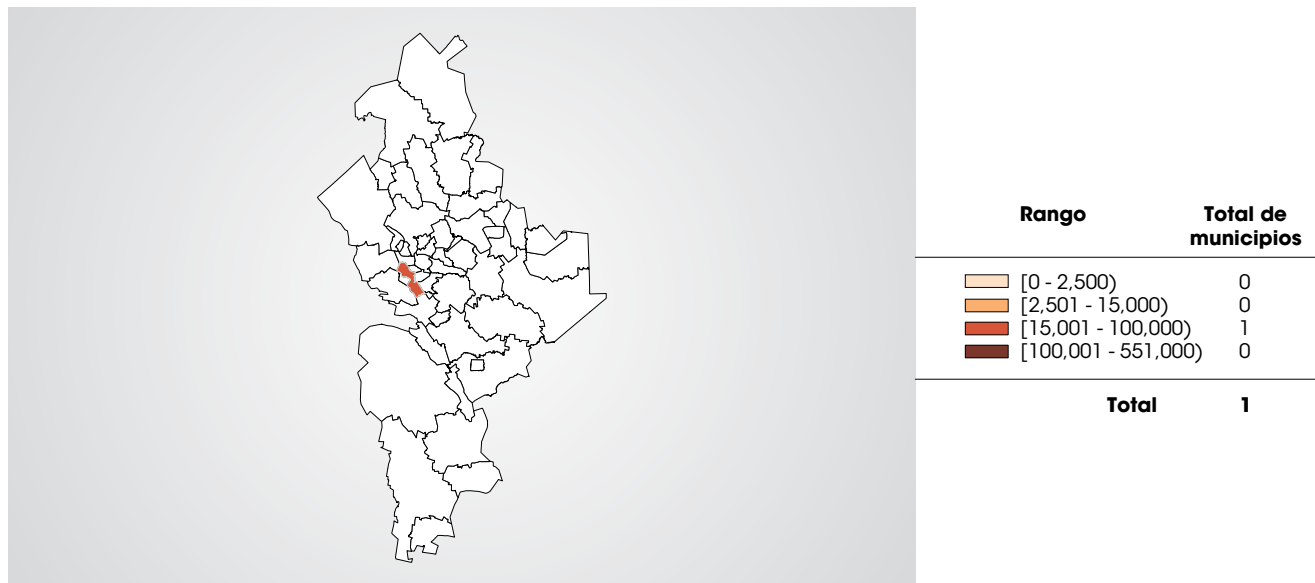 Rango Total de municipios
[0 - 2,500) 0
[2,501 - 15,000) 0
[15,001 - 100,000) 1
[100,001 - 551,000) 0
Total 1